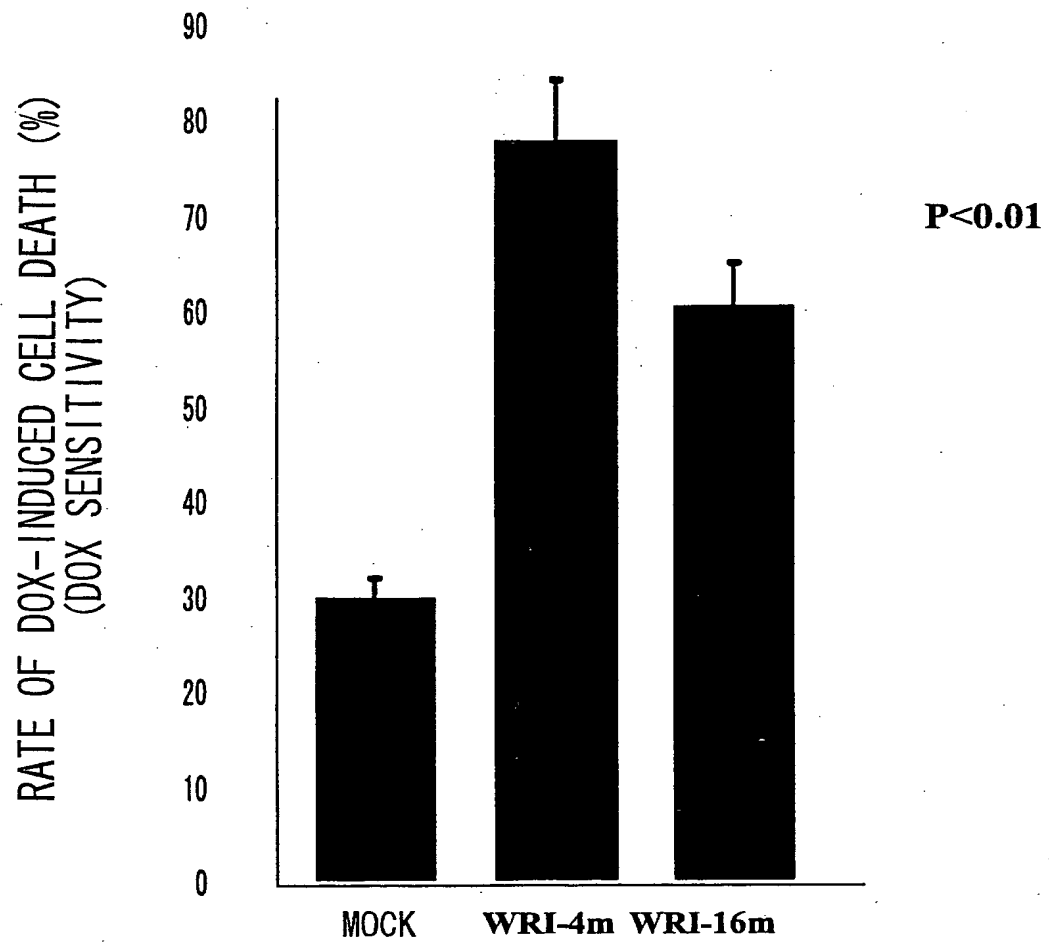 RATE OF DOX-INDUCED CELL DEATH (%)
(DOX SENSITIVITY)
90
80
70
60
50
40
30
20
10
0
P<0.01
MOCK WRI-4m WRI-16m